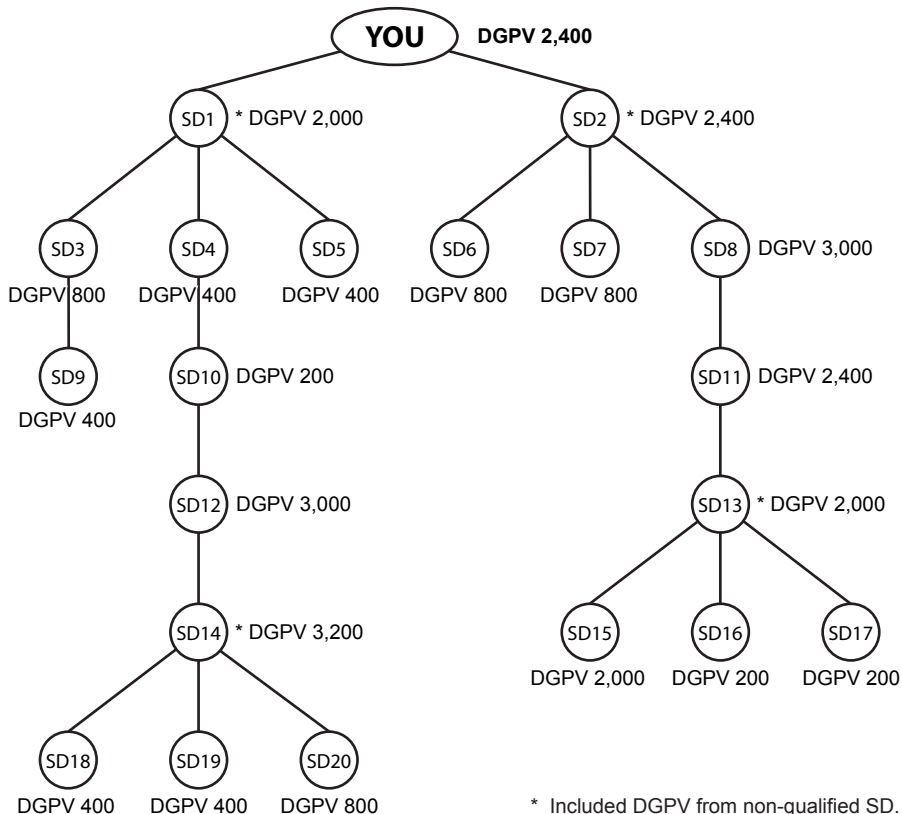 YOU DGPV 2,400
SD1 * DGPV 2,000 SD2 * DGPV 2,400
SD3 SD4 SD5 SD6 SD7 SD8 DGPV 3,000
DGPV 800 DGPV 400 DGPV 400 DGPV 800 DGPV 800
SD9 SD10 DGPV 200 SD11 DGPV 2,400
DGPV 400
SD12 DGPV 3,000 SD13 * DGPV 2,000
SD14 * DGPV 3,200 SD15 SD16 SD17
DGPV 2,000 DGPV 200 DGPV 200
SD18 SD19 SD20
DGPV 400 DGPV 400 DGPV 800 * Included DGPV from non-qualified SD.